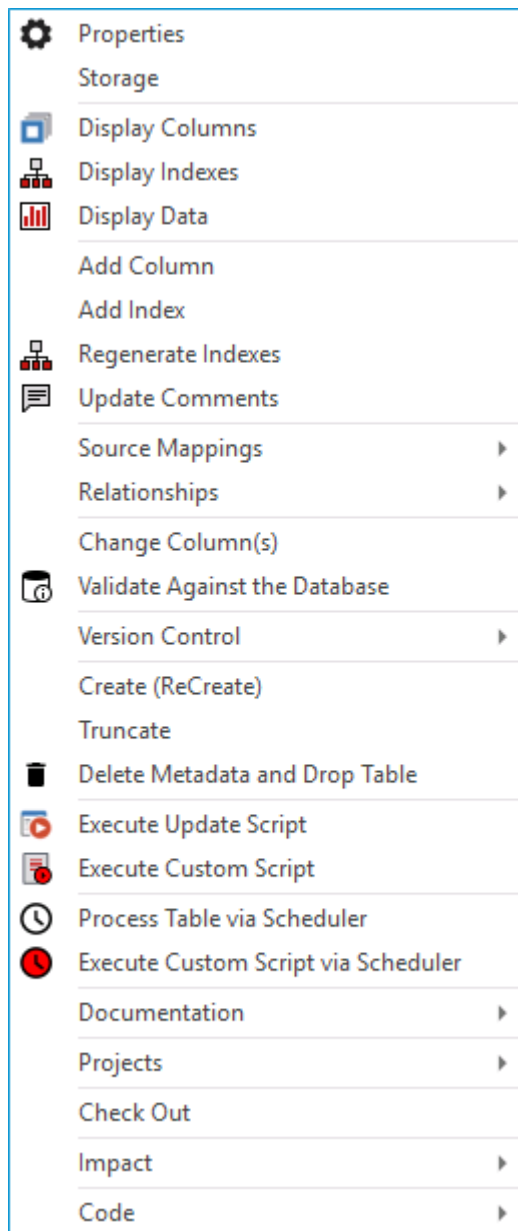 Properties
Storage
Display Columns
Display Indexes
Display Data
Add Column
Add Index
Regenerate Indexes
Update Comments
Source Mappings
Relationships
Change Column(s)
Validate Against the Database
Version Control
Create (ReCreate)
Truncate
Delete Metadata and Drop Table
Execute Update Script
Execute Custom Script
Process Table via Scheduler
Execute Custom Script via Scheduler
Documentation
Projects
Check Out
Impact
Code